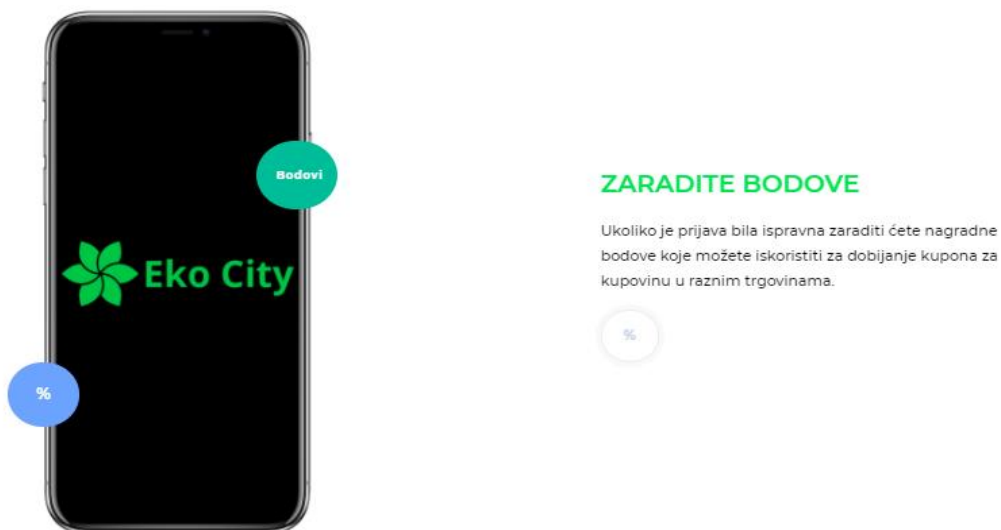 Bodovi
Eko City
%
ZARADITE BODOVE
Ukoliko je prijava bila ispravna zaraditi ćete nagradne
bodove koje možete iskoristiti za dobijanje kupona za
kupovinu u raznim trgovinama.
%